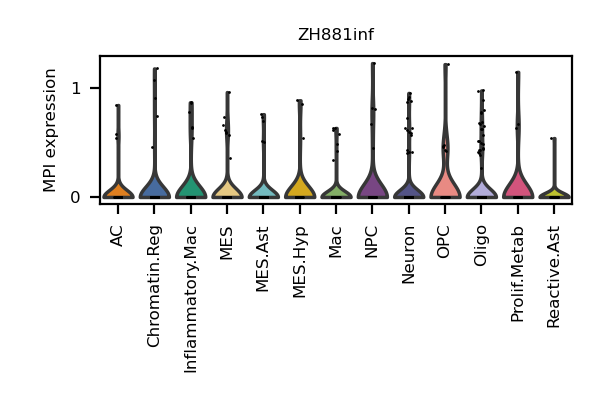 ZH881inf
MPI expression
1
0
AC
Chromatin.Reg
Inflammatory.Mac
MES
MES.Ast
MES.Hyp
Mac
NPC
Neuron
OPC
Oligo
Prolif.Metab
Reactive.Ast